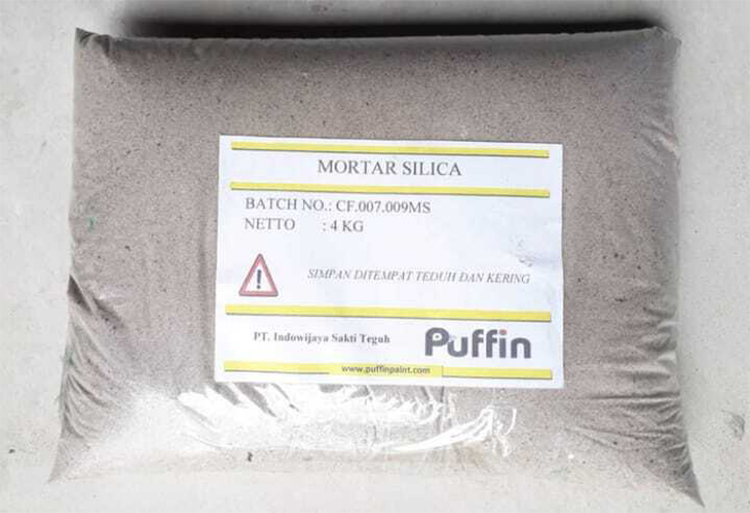 MORTAR SILICA
BATCH NO.: CF.007.009MS
NETTO : 4 KG
SIMPAN DITEMPAT TEDUH DAN KERING
PT. Indowijaya Sakti Teguh
Puffin
www.puffinpaint.com